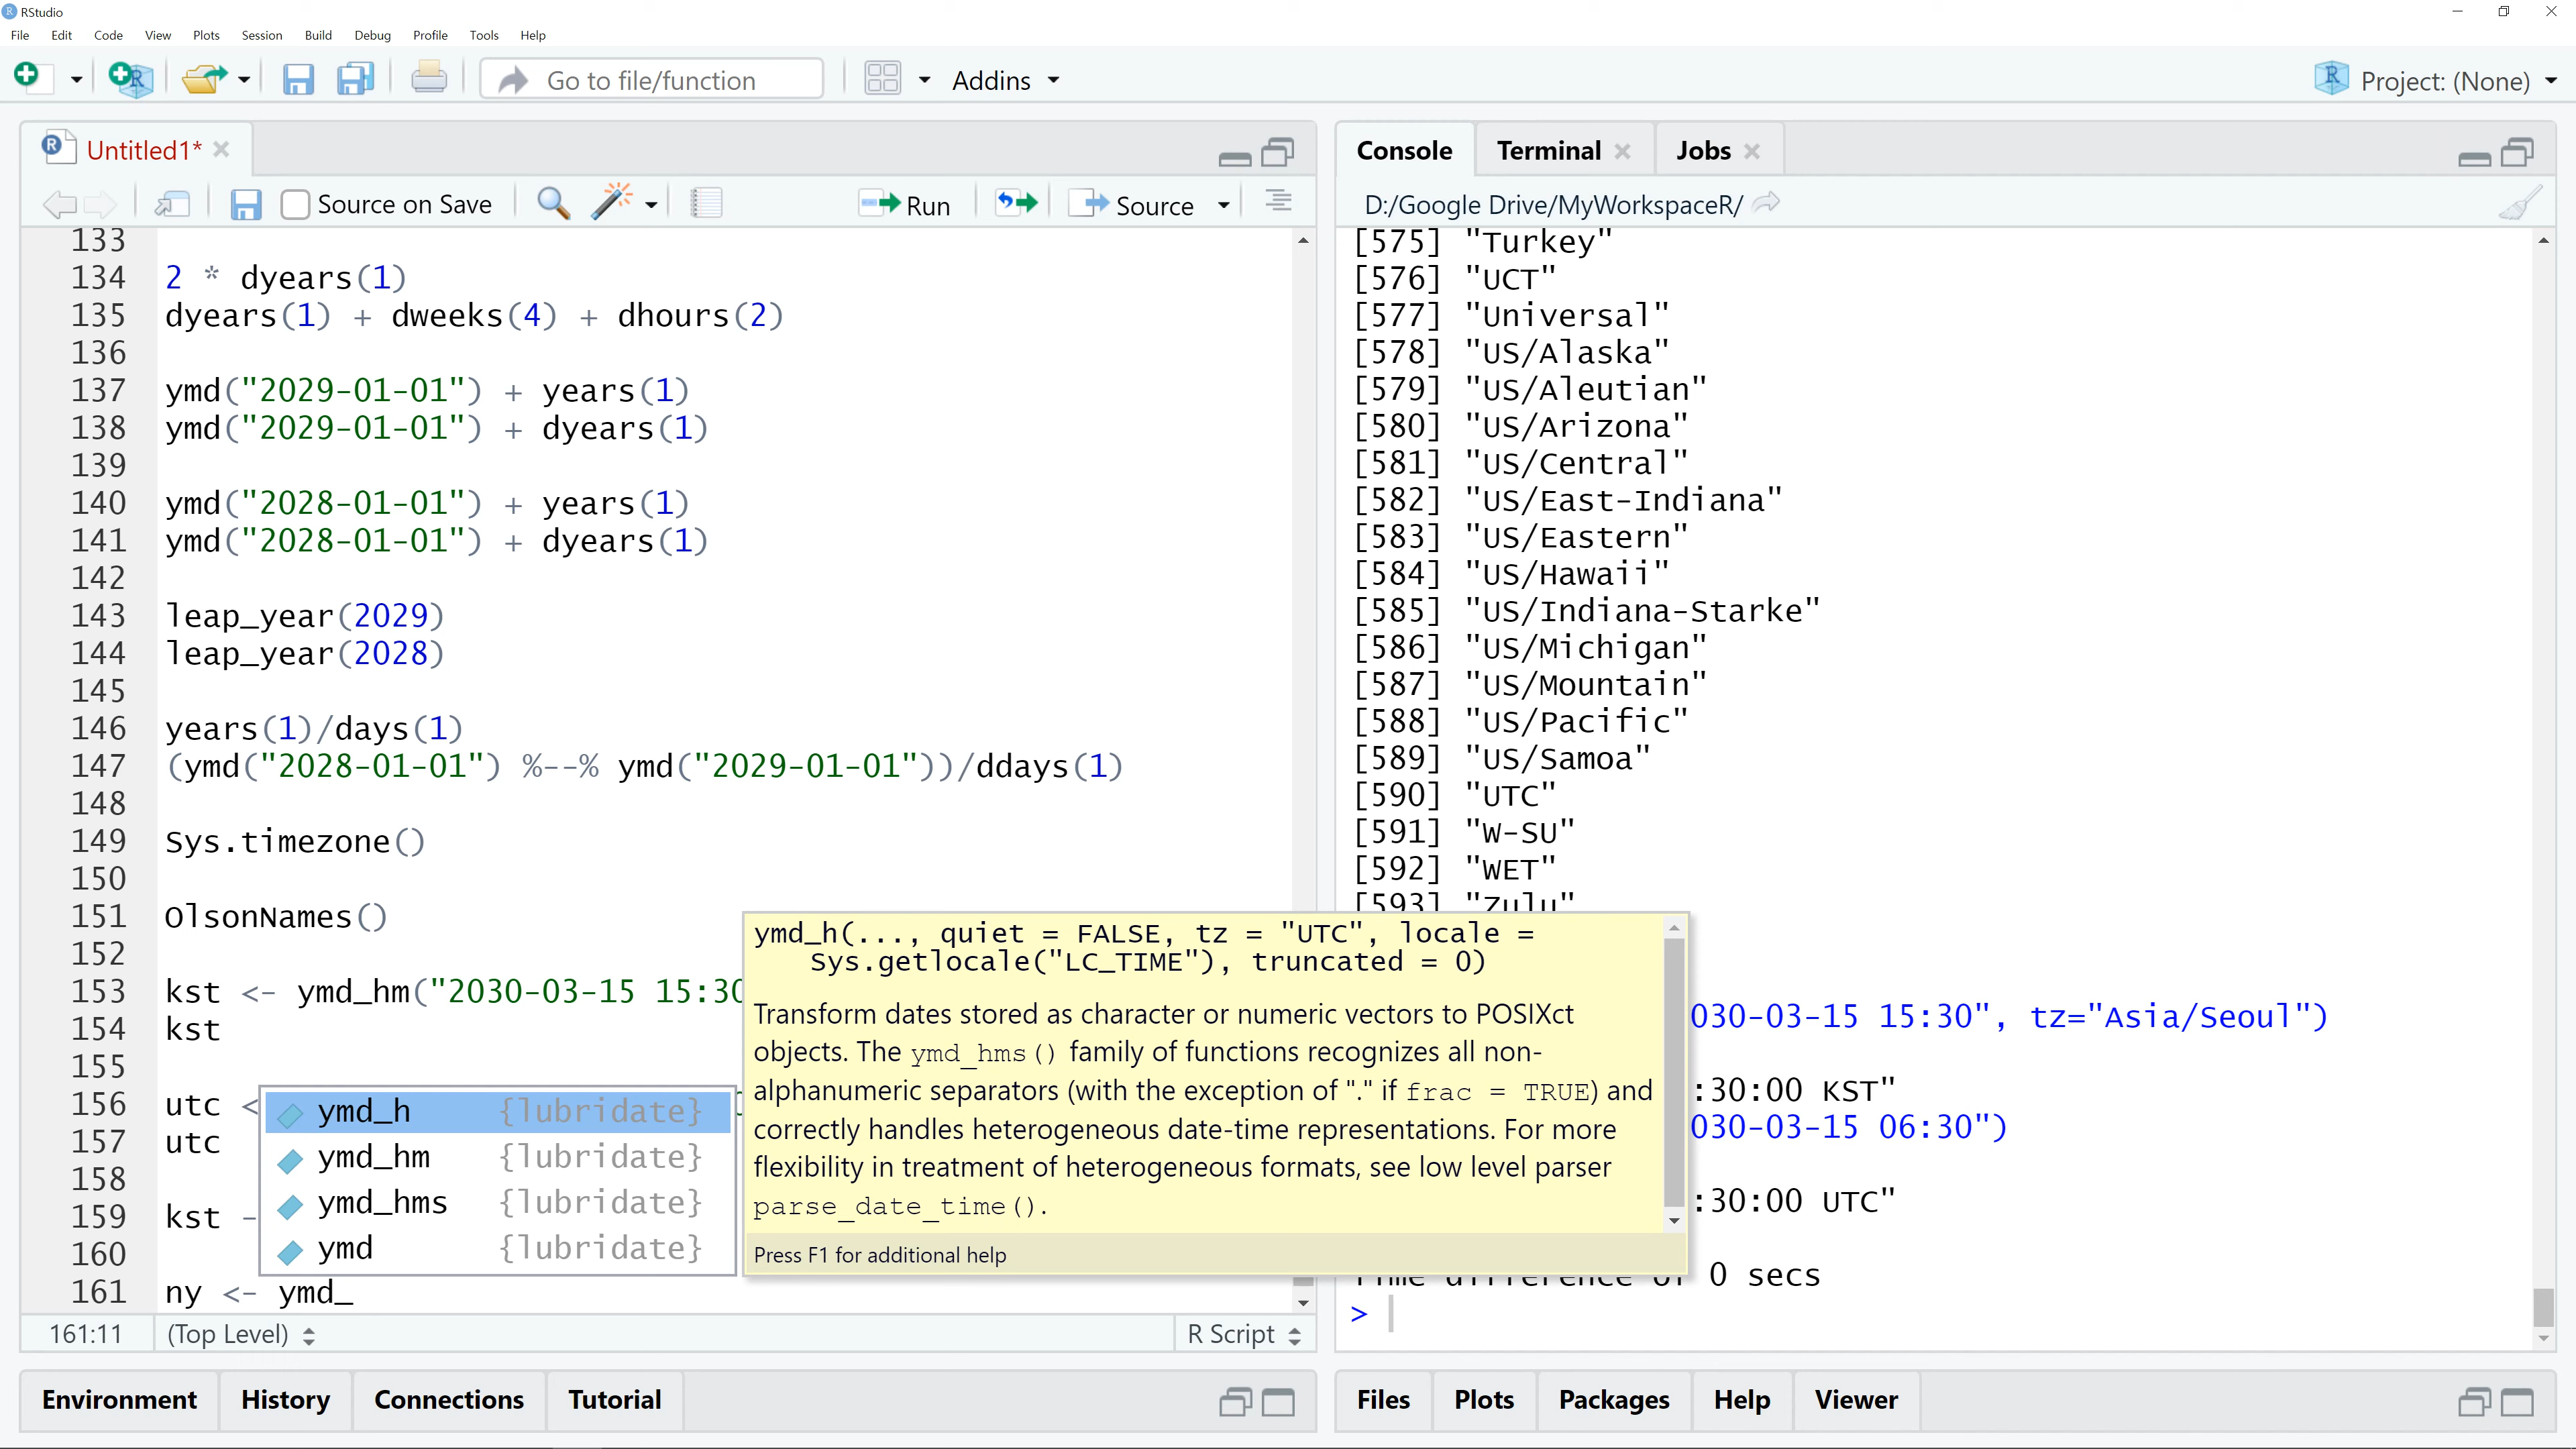 RStudio
File Edit Code View Plots Session Build Debug Profile Tools Help
Go to file/function Addins Project: (None)
Untitled1*
Source on Save Run Source
133
134 2 * dyears(1)
135 dyears(1) + dweeks(4) + dhours(2)
136
137 ymd("2029-01-01") + years(1)
138 ymd("2029-01-01") + dyears(1)
139
140 ymd("2028-01-01") + years(1)
141 ymd("2028-01-01") + dyears(1)
142
143 leap_year(2029)
144 leap_year(2028)
145
146 years(1)/days(1)
147 (ymd("2028-01-01") %--% ymd("2029-01-01"))/ddays(1)
148
149 Sys.timezone()
150
151 OlsonNames()
152
153 kst <- ymd_hm("2030-03-15 15:30
154 kst
155
156 utc <
157 utc
158
159 kst -
160
161 ny <- ymd_
ymd_h {lubridate}
ymd_hm {lubridate}
ymd_hms {lubridate}
ymd {lubridate}
ymd_h(..., quiet = FALSE, tz = "UTC", locale =
Sys.getlocale("LC_TIME"), truncated = 0)
Transform dates stored as character or numeric vectors to POSIXct
objects. The ymd_hms() family of functions recognizes all non-
alphanumeric separators (with the exception of "." if frac = TRUE) and
correctly handles heterogeneous date-time representations. For more
flexibility in treatment of heterogeneous formats, see low level parser
parse_date_time().
Press F1 for additional help
161:11 (Top Level) R Script
Environment History Connections Tutorial
Console Terminal Jobs
D:/Google Drive/MyWorkspaceR/
[575] "Turkey"
[576] "UCT"
[577] "Universal"
[578] "US/Alaska"
[579] "US/Aleutian"
[580] "US/Arizona"
[581] "US/Central"
[582] "US/East-Indiana"
[583] "US/Eastern"
[584] "US/Hawaii"
[585] "US/Indiana-Starke"
[586] "US/Michigan"
[587] "US/Mountain"
[588] "US/Pacific"
[589] "US/Samoa"
[590] "UTC"
[591] "W-SU"
[592] "WET"
[593] "Zulu"
030-03-15 15:30", tz="Asia/Seoul")
:30:00 KST"
030-03-15 06:30")
:30:00 UTC"
Time difference of 0 secs
>
Files Plots Packages Help Viewer